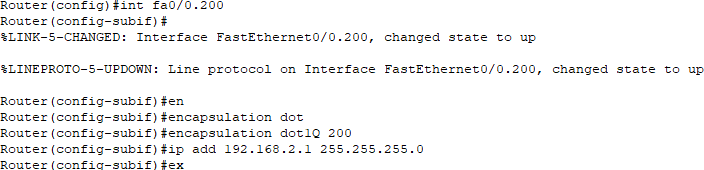 Router(config)#int fa0/0.200
Router(config-subif)#
%LINK-5-CHANGED: Interface FastEthernet0/0.200, changed state to up
%LINEPROTO-5-UPDOWN: Line protocol on Interface FastEthernet0/0.200, changed state to up
Router(config-subif)#en
Router(config-subif)#encapsulation dot
Router(config-subif)#encapsulation dot1Q 200
Router(config-subif)#ip add 192.168.2.1 255.255.255.0
Router(config-subif)#ex